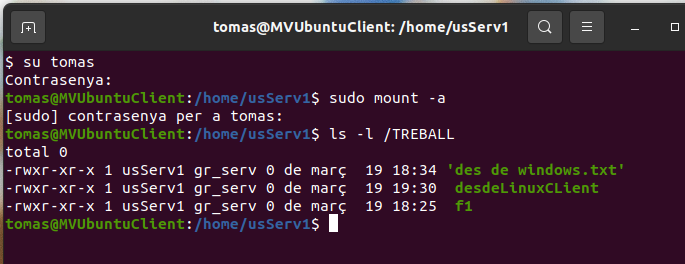 tomas@MVUbuntuClient: /home/usServ1
$ su tomas
Contrasenya:
tomas@MVUbuntuClient:/home/usServ1$ sudo mount -a
[sudo] contrasenya per a tomas:
tomas@MVUbuntuClient:/home/usServ1$ ls -l /TREBALL
total 0
-rwxr-xr-x 1 usServ1 gr_serv 0 de març  19 18:34 'des de windows.txt'
-rwxr-xr-x 1 usServ1 gr_serv 0 de març  19 19:30  desdeLinuxCLient
-rwxr-xr-x 1 usServ1 gr_serv 0 de març  19 18:25  f1
tomas@MVUbuntuClient:/home/usServ1$